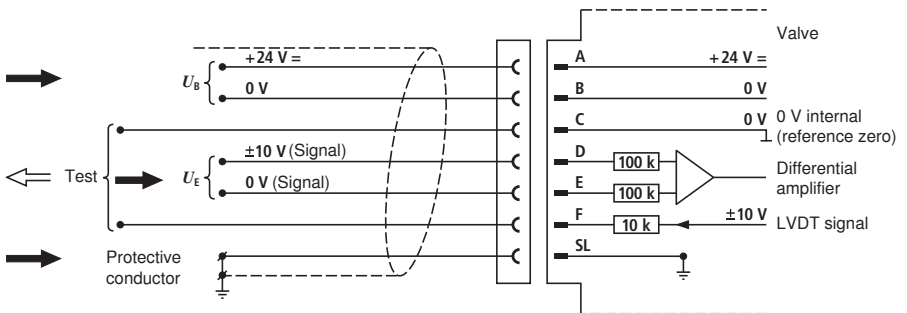 Valve
+24 V =
A
+24 V =
U_B
0 V
B
0 V
C
0 V
0 V internal
(reference zero)
±10 V (Signal)
D
100 k
Differential
amplifier
Test
U_E
0 V (Signal)
E
100 k
F
10 k
±10 V
LVDT signal
Protective
conductor
SL